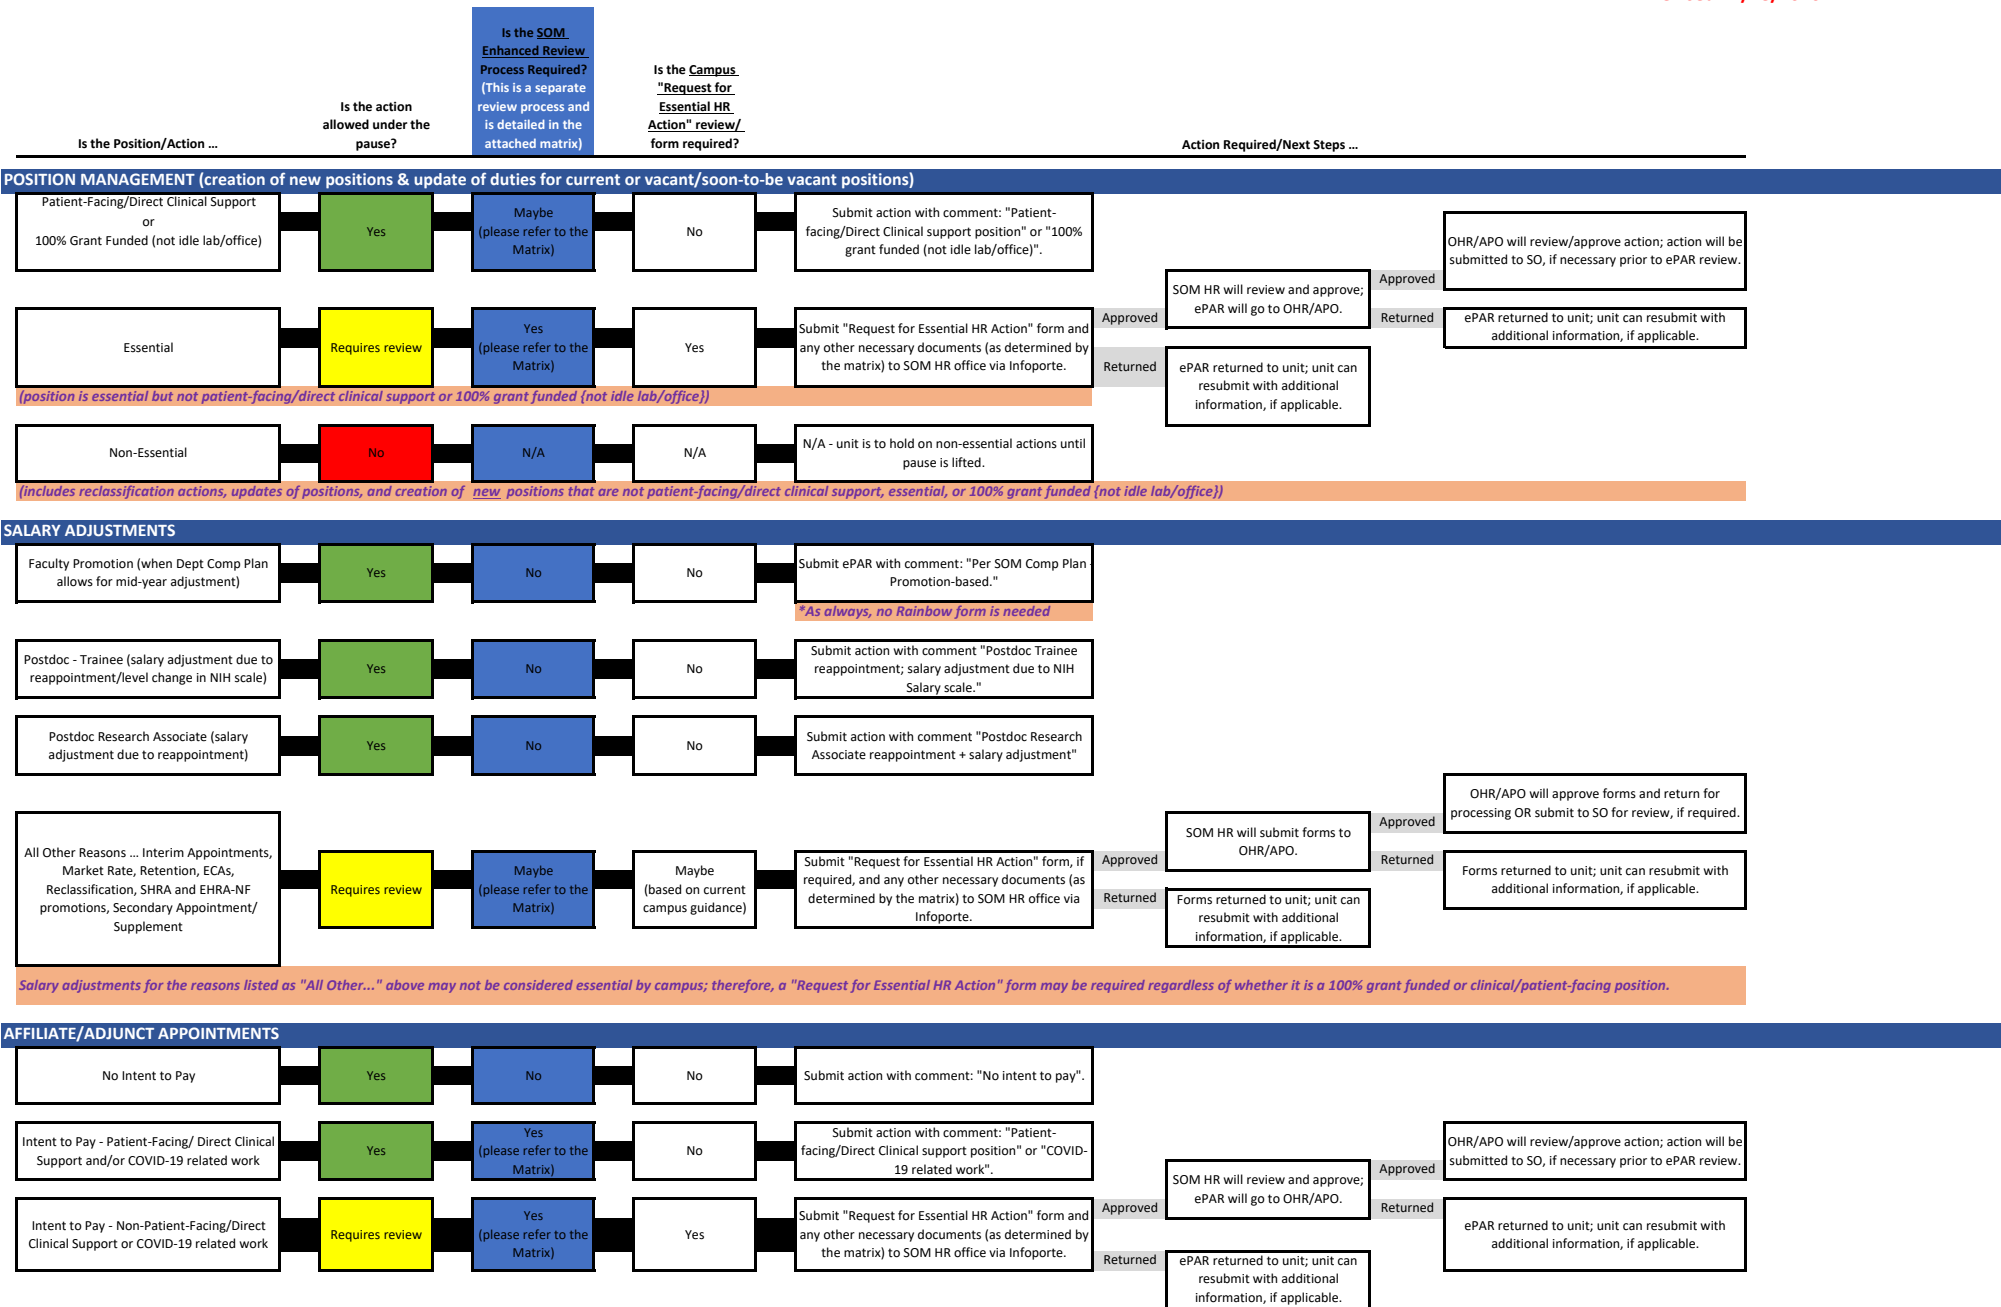 Is the SOM
Enhanced Review
Process Required?
(This is a separate
review process and
is detailed in the
attached matrix)
Is the Campus
"Request for
Essential HR
Action" review/
form required?
Is the action
allowed under the
pause?
Is the Position/Action ...
Action Required/Next Steps ...
POSITION MANAGEMENT (creation of new positions & update of duties for current or vacant/soon-to-be vacant positions)
Patient-Facing/Direct Clinical Support
or
100% Grant Funded (not idle lab/office)
Yes
Maybe
(please refer to the
Matrix)
No
Submit action with comment: "Patient-
facing/Direct Clinical support position" or "100%
grant funded (not idle lab/office)".
Essential
Requires review
Yes
(please refer to the
Matrix)
Yes
Submit "Request for Essential HR Action" form and
any other necessary documents (as determined by
the matrix) to SOM HR office via Infoporte.
Approved
SOM HR will review and approve;
ePAR will go to OHR/APO.
Approved
OHR/APO will review/approve action; action will be
submitted to SO, if necessary prior to ePAR review.
Returned
ePAR returned to unit; unit can resubmit with
additional information, if applicable.
Returned
ePAR returned to unit; unit can
resubmit with additional
information, if applicable.
(position is essential but not patient-facing/direct clinical support or 100% grant funded {not idle lab/office})
Non-Essential
No
N/A
N/A
N/A - unit is to hold on non-essential actions until
pause is lifted.
(includes reclassification actions, updates of positions, and creation of new positions that are not patient-facing/direct clinical support, essential, or 100% grant funded {not idle lab/office})
SALARY ADJUSTMENTS
Faculty Promotion (when Dept Comp Plan
allows for mid-year adjustment)
Yes
No
No
Submit ePAR with comment: "Per SOM Comp Plan -
Promotion-based."
*As always, no Rainbow form is needed
Postdoc - Trainee (salary adjustment due to
reappointment/level change in NIH scale)
Yes
No
No
Submit action with comment "Postdoc Trainee
reappointment; salary adjustment due to NIH
Salary scale."
Postdoc Research Associate (salary
adjustment due to reappointment)
Yes
No
No
Submit action with comment "Postdoc Research
Associate reappointment + salary adjustment"
All Other Reasons ... Interim Appointments,
Market Rate, Retention, ECAs,
Reclassification, SHRA and EHRA-NF
promotions, Secondary Appointment/
Supplement
Requires review
Maybe
(please refer to the
Matrix)
Maybe
(based on current
campus guidance)
Submit "Request for Essential HR Action" form, if
required, and any other necessary documents (as
determined by the matrix) to SOM HR office via
Infoporte.
Approved
SOM HR will submit forms to
OHR/APO.
Approved
OHR/APO will approve forms and return for
processing OR submit to SO for review, if required.
Returned
Forms returned to unit; unit can resubmit with
additional information, if applicable.
Returned
Forms returned to unit; unit can
resubmit with additional
information, if applicable.
Salary adjustments for the reasons listed as "All Other..." above may not be considered essential by campus; therefore, a "Request for Essential HR Action" form may be required regardless of whether it is a 100% grant funded or clinical/patient-facing position.
AFFILIATE/ADJUNCT APPOINTMENTS
No Intent to Pay
Yes
No
No
Submit action with comment: "No intent to pay".
Intent to Pay - Patient-Facing/ Direct Clinical
Support and/or COVID-19 related work
Yes
Yes
(please refer to the
Matrix)
No
Submit action with comment: "Patient-
facing/Direct Clinical support position" or "COVID-
19 related work".
Intent to Pay - Non-Patient-Facing/Direct
Clinical Support or COVID-19 related work
Requires review
Yes
(please refer to the
Matrix)
Yes
Submit "Request for Essential HR Action" form and
any other necessary documents (as determined by
the matrix) to SOM HR office via Infoporte.
Approved
SOM HR will review and approve;
ePAR will go to OHR/APO.
Approved
OHR/APO will review/approve action; action will be
submitted to SO, if necessary prior to ePAR review.
Returned
ePAR returned to unit; unit can resubmit with
additional information, if applicable.
Returned
ePAR returned to unit; unit can
resubmit with additional
information, if applicable.